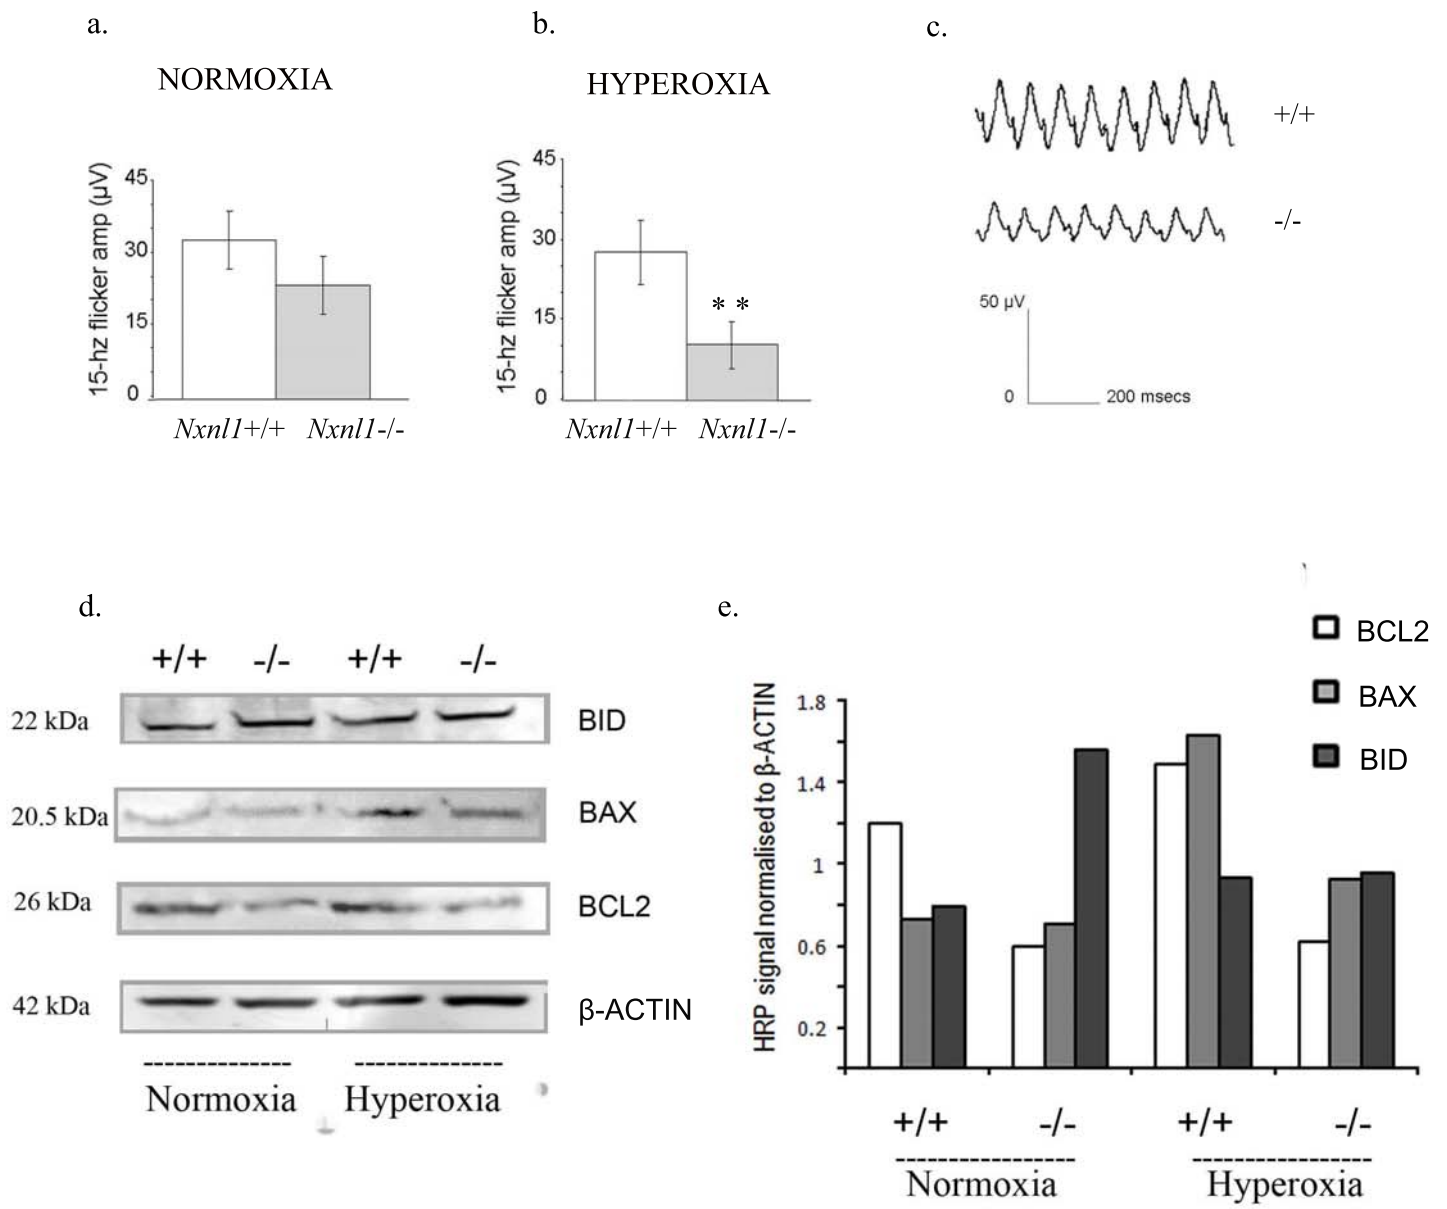 a.
NORMOXIA
15-hz flicker amp (µV)
45
30
15
0
Nxnl1+/+ Nxnl1-/-
b.
HYPEROXIA
15-hz flicker amp (µV)
45
30
15
0
* *
Nxnl1+/+ Nxnl1-/-
c.
+/+
-/-
50 µV
0
200 msecs
d.
+/+ -/- +/+ -/-
22 kDa BID
20.5 kDa BAX
26 kDa BCL2
42 kDa β-ACTIN
Normoxia Hyperoxia
e.
BCL2
BAX
BID
HRP signal normalised to β-ACTIN
1.8
1.4
1
0.6
0.2
+/+ -/- +/+ -/-
Normoxia Hyperoxia